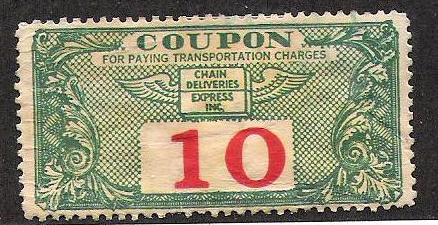 COUPON
FOR PAYING TRANSPORTATION CHARGES
CHAIN
DELIVERIES
EXPRESS
INC.
10